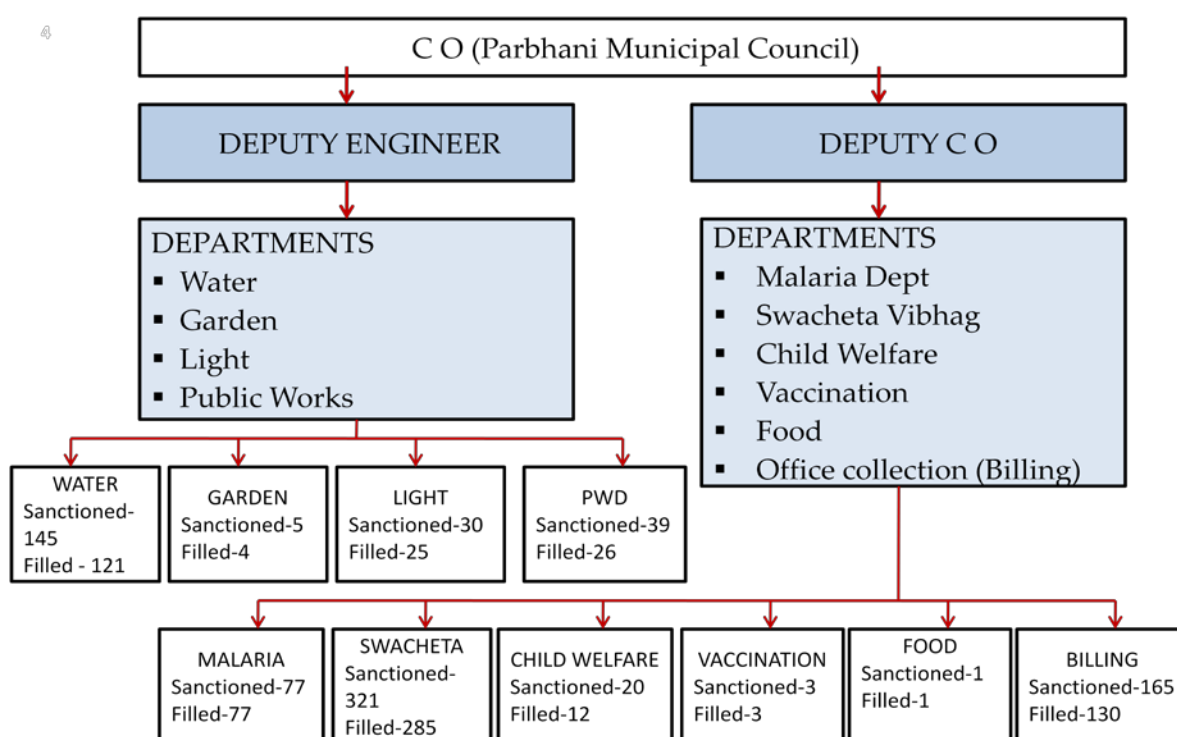 4
C O (Parbhani Municipal Council)
DEPUTY ENGINEER
DEPUTY C O
DEPARTMENTS
▪ Water
▪ Garden
▪ Light
▪ Public Works
DEPARTMENTS
▪ Malaria Dept
▪ Swacheta Vibhag
▪ Child Welfare
▪ Vaccination
▪ Food
▪ Office collection (Billing)
WATER
Sanctioned-
145
Filled - 121
GARDEN
Sanctioned-5
Filled-4
LIGHT
Sanctioned-30
Filled-25
PWD
Sanctioned-39
Filled-26
MALARIA
Sanctioned-77
Filled-77
SWACHETA
Sanctioned-
321
Filled-285
CHILD WELFARE
Sanctioned-20
Filled-12
VACCINATION
Sanctioned-3
Filled-3
FOOD
Sanctioned-1
Filled-1
BILLING
Sanctioned-165
Filled-130